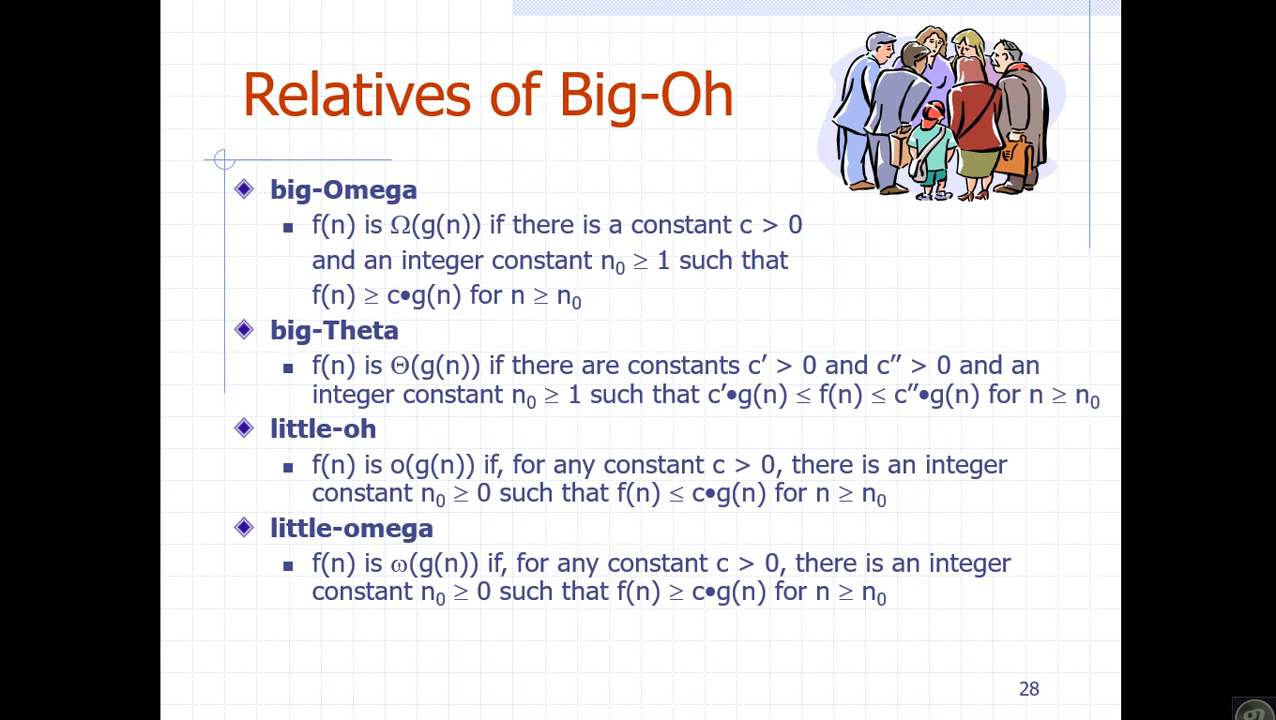 Relatives of Big-Oh
big-Omega
f(n) is Ω(g(n)) if there is a constant c > 0
and an integer constant n₀ ≥ 1 such that
f(n) ≥ c•g(n) for n ≥ n₀
big-Theta
f(n) is Θ(g(n)) if there are constants c′ > 0 and c′′ > 0 and an
integer constant n₀ ≥ 1 such that c′•g(n) ≤ f(n) ≤ c′′•g(n) for n ≥ n₀
little-oh
f(n) is o(g(n)) if, for any constant c > 0, there is an integer
constant n₀ ≥ 0 such that f(n) ≤ c•g(n) for n ≥ n₀
little-omega
f(n) is ω(g(n)) if, for any constant c > 0, there is an integer
constant n₀ ≥ 0 such that f(n) ≥ c•g(n) for n ≥ n₀
28